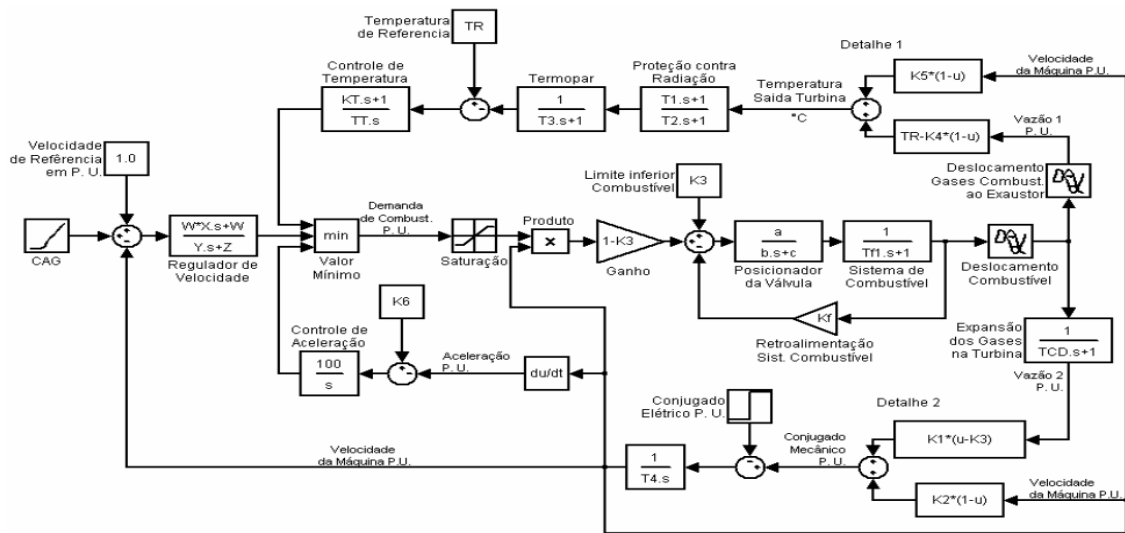 Temperatura
de Referencia
TR
Detalhe 1
Velocidade
da Máquina P.U.
K5*(1-u)
Controle de
Temperatura
KT.s+1
TT.s
Termopar
1
T3.s+1
Proteção contra
Radiação
T1.s+1
T2.s+1
Temperatura
Saida Turbina
°C
TR-K4*(1-u)
Vazão 1
P. U.
Velocidade
de Refêrencia
em P. U.
1.0
Limite inferior
Combustível
K3
Deslocamento
Gases Combust.
ao Exaustor
CAG
W*X.s+W
Y.s+Z
Regulador de
Velocidade
min
Valor
Mínimo
Demanda
de Combust.
P.U.
Saturação
Produto
×
1-K3
Ganho
a
b.s+c
Posicionador
da Válvula
1
Tf1.s+1
Sistema de
Combustível
Deslocamento
Combustível
K6
Kf
Retroalimentação
Sist. Combustível
Expansão
dos Gases
na Turbina
1
TCD.s+1
Controle de
Aceleração
100
s
Aceleração
P. U.
du/dt
Vazão 2
P. U.
Conjugado
Elétrico P. U.
Detalhe 2
K1*(u-K3)
Conjugado
Mecânico
P. U.
Velocidade
da Máquina P.U.
1
T4.s
K2*(1-u)
Velocidade
da Máquina P.U.